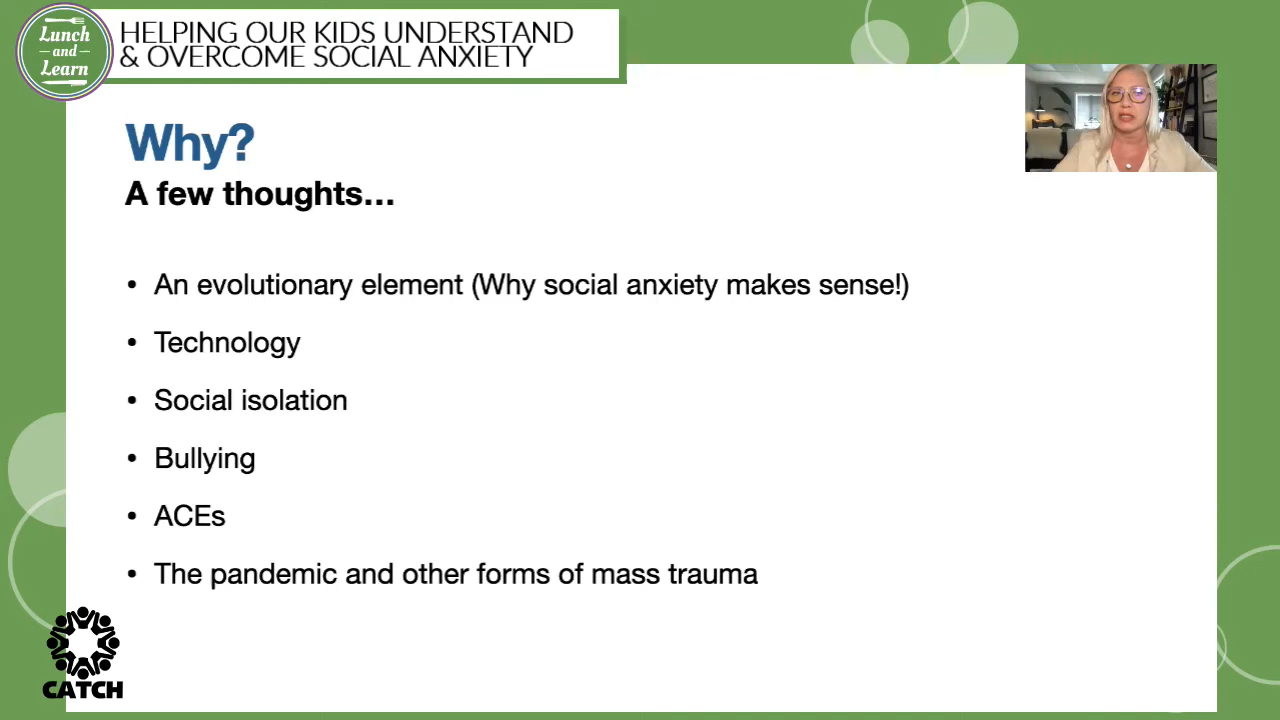 Lunch
and
Learn
HELPING OUR KIDS UNDERSTAND
& OVERCOME SOCIAL ANXIETY
Why?
A few thoughts...
• An evolutionary element (Why social anxiety makes sense!)
• Technology
• Social isolation
• Bullying
• ACEs
• The pandemic and other forms of mass trauma
CATCH